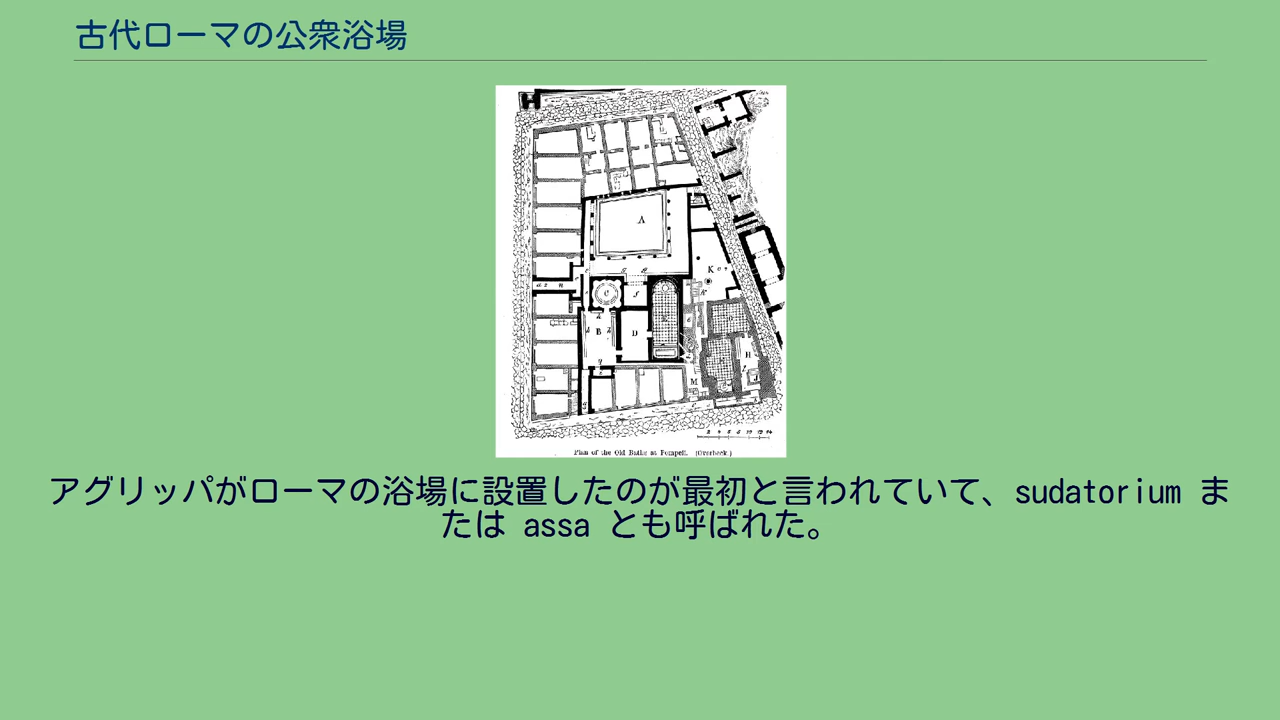 古代ローマの公衆浴場
A
K
C
f
B
D
H
M
Plan of the Old Baths at Pompeii. (Overbeck.)
アグリッパがローマの浴場に設置したのが最初と言われていて、sudatorium ま
たは assa とも呼ばれた。